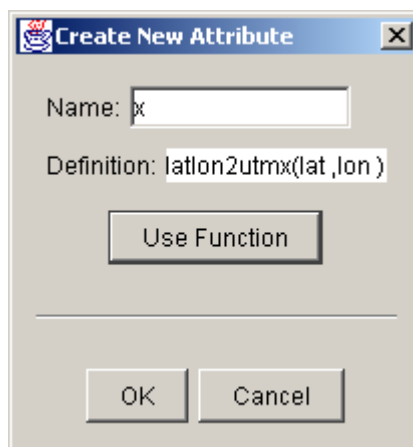 Create New Attribute
Name: x
Definition: latlon2utmx(lat ,lon )
Use Function
OK Cancel